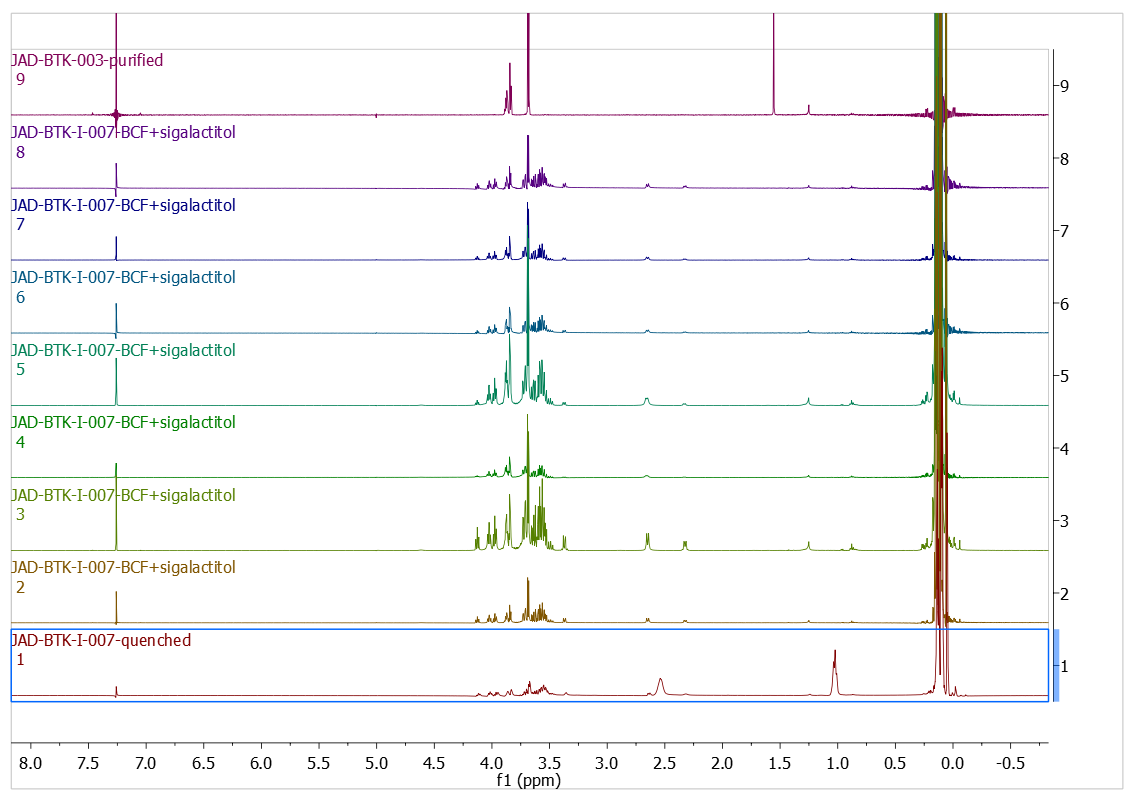 JAD-BTK-003-purified
9
9
JAD-BTK-I-007-BCF+sigalactitol
8
8
JAD-BTK-I-007-BCF+sigalactitol
7
7
JAD-BTK-I-007-BCF+sigalactitol
6
6
JAD-BTK-I-007-BCF+sigalactitol
5
5
JAD-BTK-I-007-BCF+sigalactitol
4
4
JAD-BTK-I-007-BCF+sigalactitol
3
3
JAD-BTK-I-007-BCF+sigalactitol
2
2
JAD-BTK-I-007-quenched
1
1
8.0 7.5 7.0 6.5 6.0 5.5 5.0 4.5 4.0 3.5 3.0 2.5 2.0 1.5 1.0 0.5 0.0 -0.5
f1 (ppm)